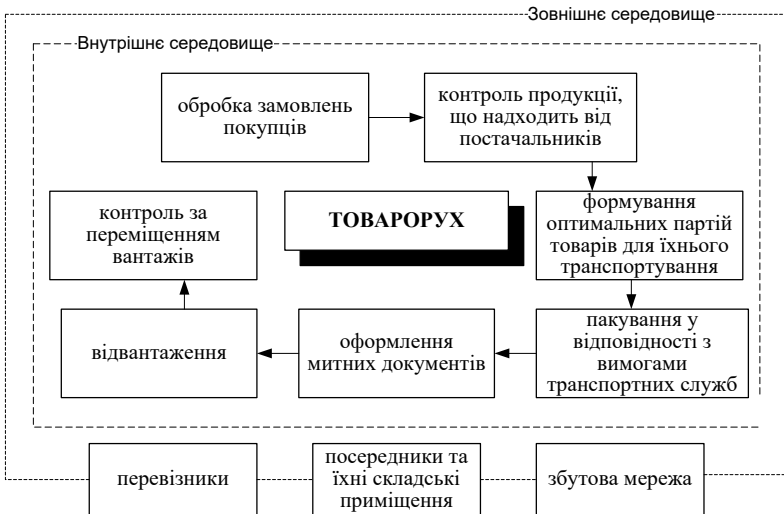 Зовнішнє середовище
Внутрішнє середовище
обробка замовлень
покупців
контроль продукції,
що надходить від
постачальників
контроль за
переміщенням
вантажів
ТОВАРОРУХ
формування
оптимальних партій
товарів для їхнього
транспортування
відвантаження
оформлення
митних документів
пакування у
відповідності з
вимогами
транспортних служб
перевізники
посередники та
їхні складські
приміщення
збутова мережа